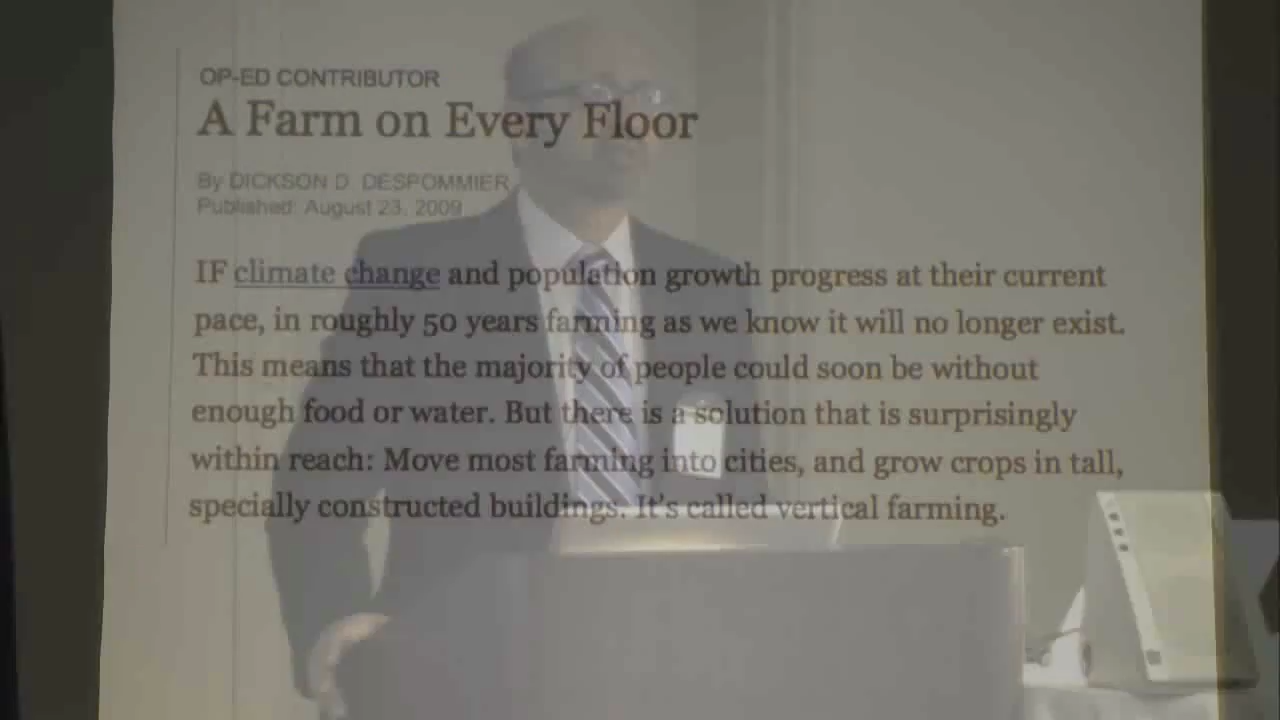 OP-ED CONTRIBUTOR
A Farm on Every Floor
By DICKSON D. DESPOMMIER
Published: August 23, 2009
IF climate change and population growth progress at their current
pace, in roughly 50 years farming as we know it will no longer exist.
This means that the majority of people could soon be without
enough food or water. But there is a solution that is surprisingly
within reach: Move most farming into cities, and grow crops in tall,
specially constructed buildings. It's called vertical farming.